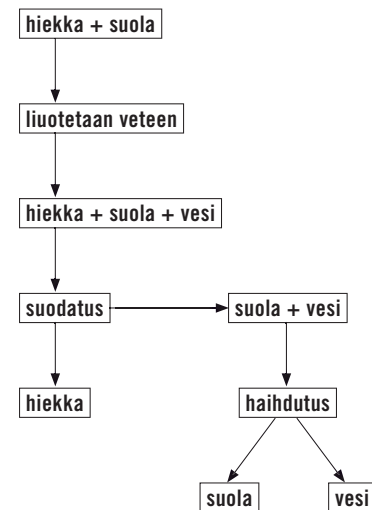 hiekka + suola
liuotetaan veteen
hiekka + suola + vesi
suodatus
suola + vesi
hiekka
haihdutus
suola
vesi